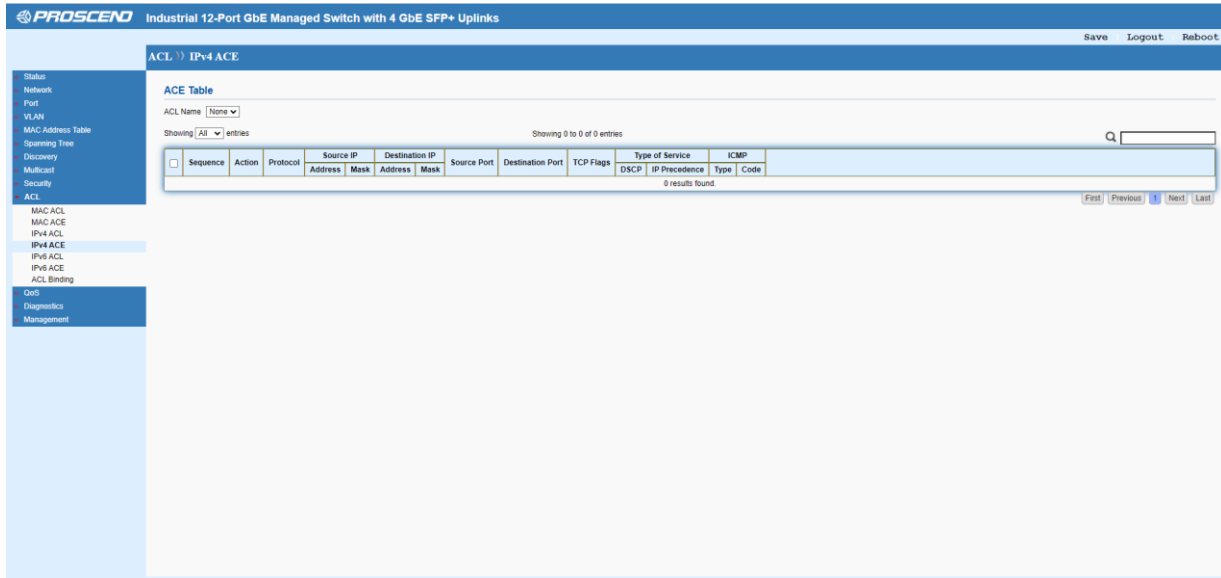 PROSCEND Industrial 12-Port GbE Managed Switch with 4 GbE SFP+ Uplinks
Save Logout Reboot
ACL 》 IPv4 ACE
Status
Network
Port
VLAN
MAC Address Table
Spanning Tree
Discovery
Multicast
Security
ACL
MAC ACL
MAC ACE
IPv4 ACL
IPv4 ACE
IPv6 ACL
IPv6 ACE
ACL Binding
QoS
Diagnostics
Management
ACE Table
ACL Name None
Showing All entries Showing 0 to 0 of 0 entries
Sequence Action Protocol Source IP Destination IP Source Port Destination Port TCP Flags Type of Service ICMP
Address Mask Address Mask DSCP IP Precedence Type Code
0 results found.
First Previous 1 Next Last